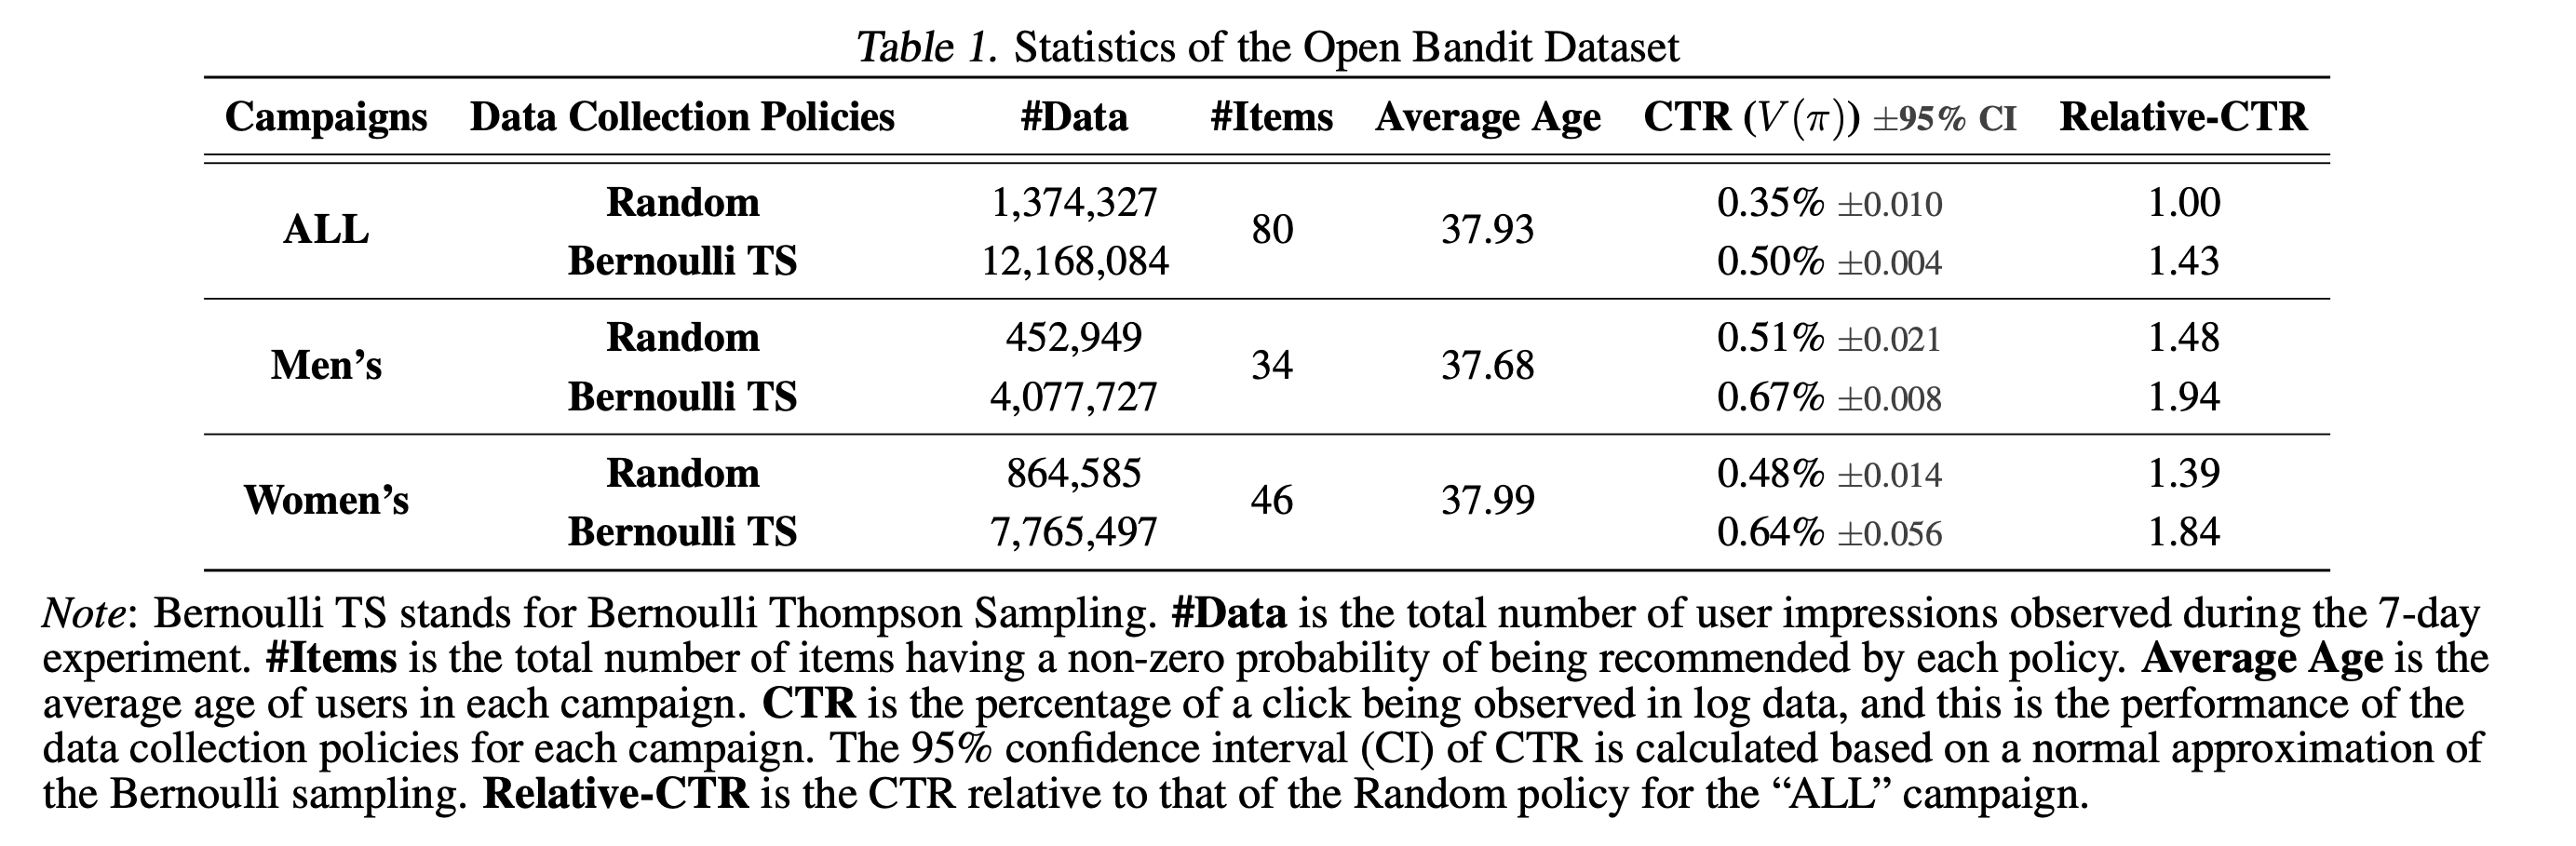 Table 1. Statistics of the Open Bandit Dataset
Campaigns Data Collection Policies #Data #Items Average Age CTR (V(π)) ±95% CI Relative-CTR
ALL Random 1,374,327 80 37.93 0.35% ±0.010 1.00
Bernoulli TS 12,168,084 0.50% ±0.004 1.43
Men’s Random 452,949 34 37.68 0.51% ±0.021 1.48
Bernoulli TS 4,077,727 0.67% ±0.008 1.94
Women’s Random 864,585 46 37.99 0.48% ±0.014 1.39
Bernoulli TS 7,765,497 0.64% ±0.056 1.84
Note: Bernoulli TS stands for Bernoulli Thompson Sampling. #Data is the total number of user impressions observed during the 7-day
experiment. #Items is the total number of items having a non-zero probability of being recommended by each policy. Average Age is the
average age of users in each campaign. CTR is the percentage of a click being observed in log data, and this is the performance of the
data collection policies for each campaign. The 95% confidence interval (CI) of CTR is calculated based on a normal approximation of
the Bernoulli sampling. Relative-CTR is the CTR relative to that of the Random policy for the “ALL” campaign.